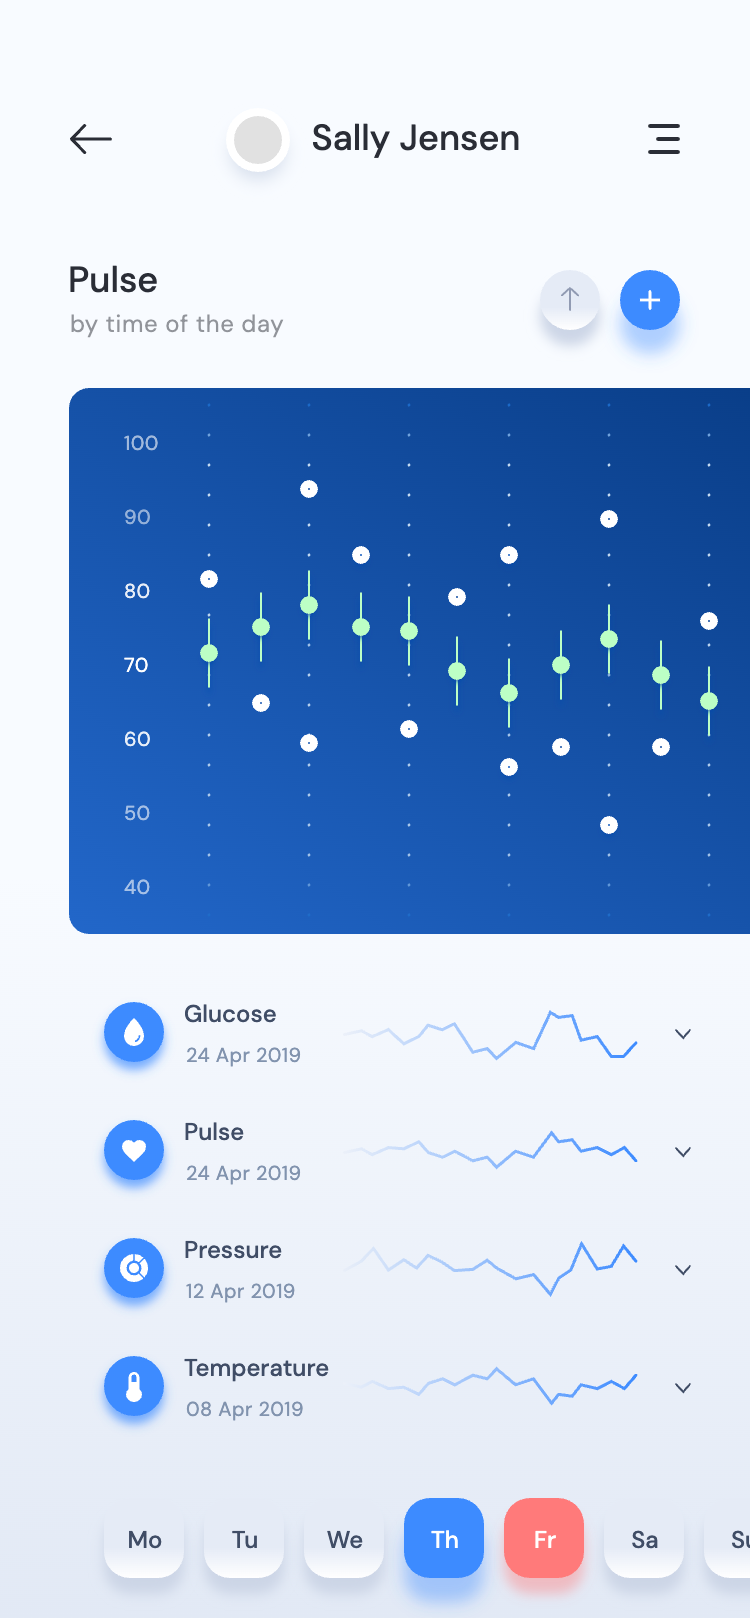 Sally Jensen
Pulse
by time of the day
100
90
80
70
60
50
40
Glucose
24 Apr 2019
Pulse
24 Apr 2019
Pressure
12 Apr 2019
Temperature
08 Apr 2019
Mo Tu We Th Fr Sa Su